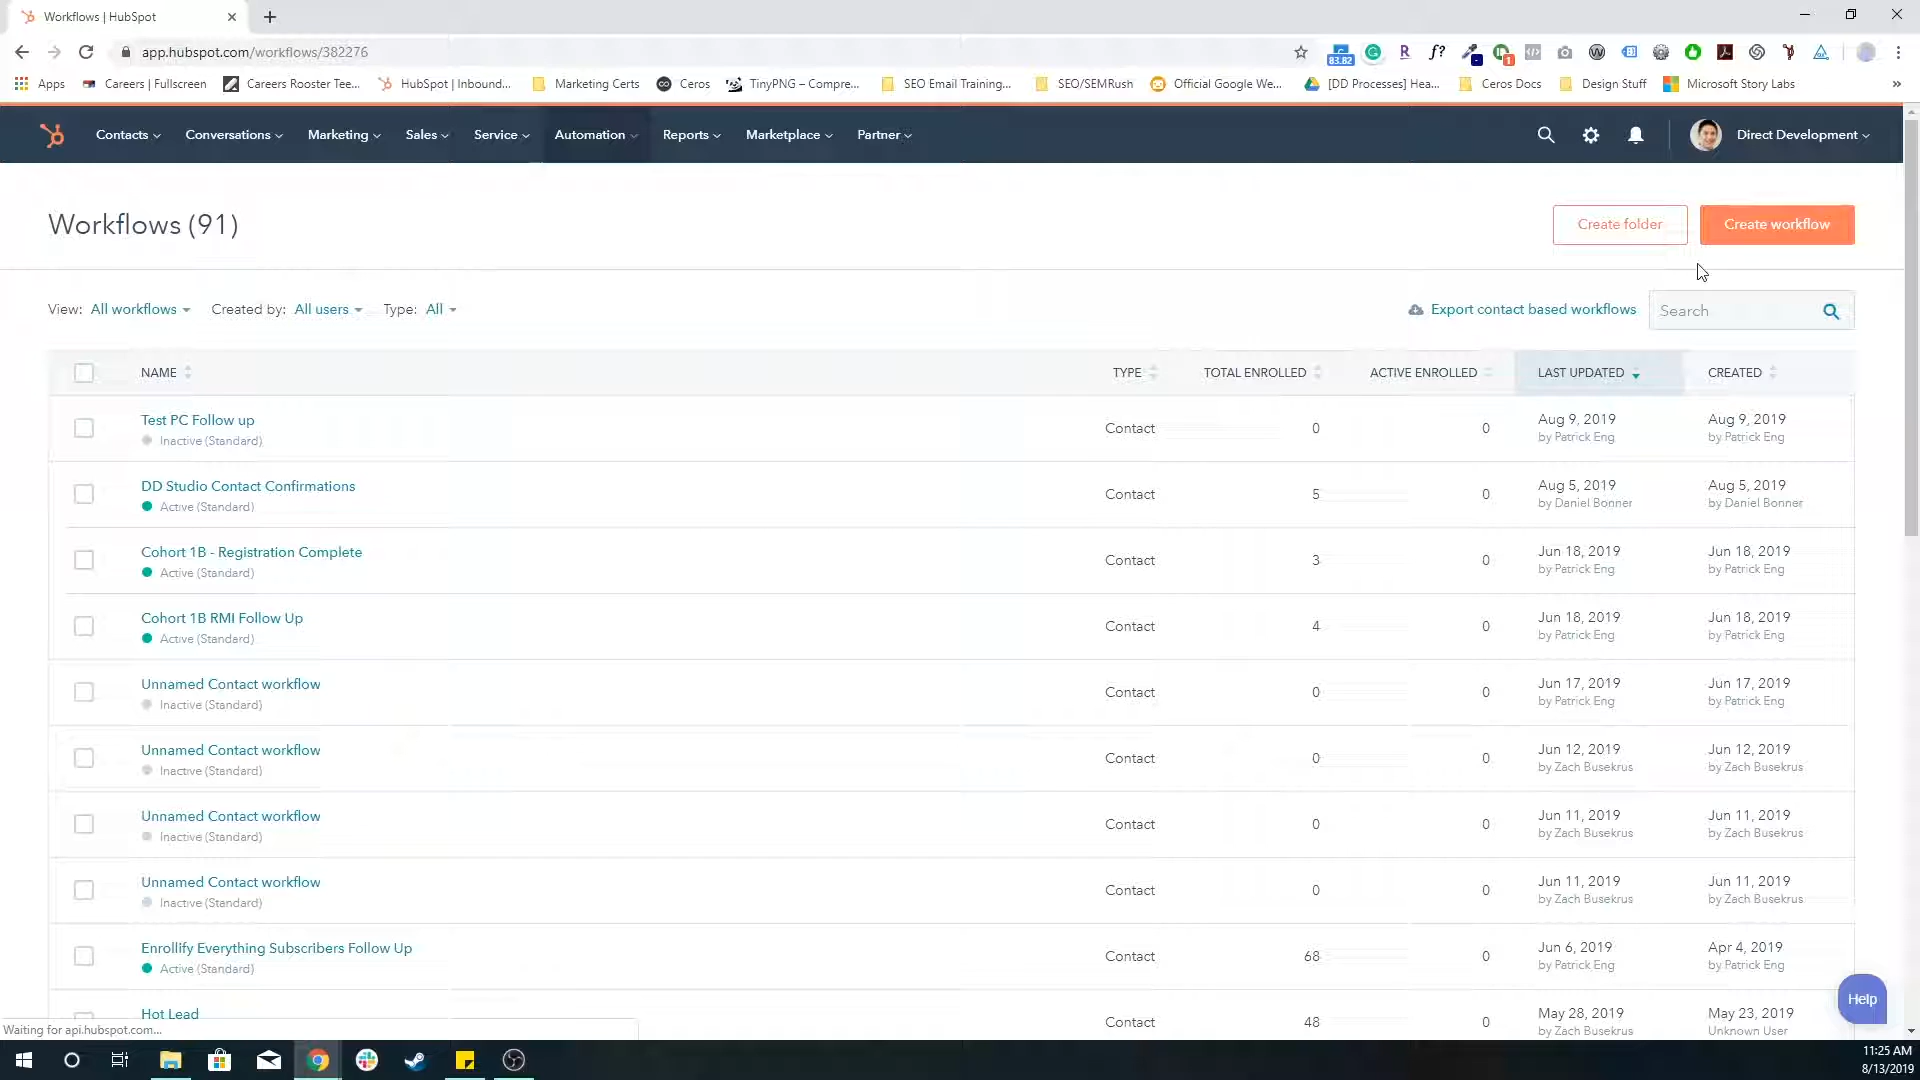 Workflows | HubSpot
app.hubspot.com/workflows/382276
83.82
R
f?
1
Apps
Careers | Fullscreen
Careers Rooster Tee...
HubSpot | Inbound...
Marketing Certs
Ceros
TinyPNG – Compre...
SEO Email Training...
SEO/SEMRush
Official Google We...
[DD Processes] Hea...
Ceros Docs
Design Stuff
Microsoft Story Labs
»
Contacts
Conversations
Marketing
Sales
Service
Automation
Reports
Marketplace
Partner
Direct Development
Workflows (91)
Create folder
Create workflow
View: All workflows
Created by: All users
Type: All
Export contact based workflows
Search
NAME TYPE TOTAL ENROLLED ACTIVE ENROLLED LAST UPDATED CREATED
Test PC Follow up Contact 0 0 Aug 9, 2019 Aug 9, 2019
Inactive (Standard) by Patrick Eng by Patrick Eng
DD Studio Contact Confirmations Contact 5 0 Aug 5, 2019 Aug 5, 2019
Active (Standard) by Daniel Bonner by Daniel Bonner
Cohort 1B - Registration Complete Contact 3 0 Jun 18, 2019 Jun 18, 2019
Active (Standard) by Patrick Eng by Patrick Eng
Cohort 1B RMI Follow Up Contact 4 0 Jun 18, 2019 Jun 18, 2019
Active (Standard) by Patrick Eng by Patrick Eng
Unnamed Contact workflow Contact 0 0 Jun 17, 2019 Jun 17, 2019
Inactive (Standard) by Patrick Eng by Patrick Eng
Unnamed Contact workflow Contact 0 0 Jun 12, 2019 Jun 12, 2019
Inactive (Standard) by Zach Busekrus by Zach Busekrus
Unnamed Contact workflow Contact 0 0 Jun 11, 2019 Jun 11, 2019
Inactive (Standard) by Zach Busekrus by Zach Busekrus
Unnamed Contact workflow Contact 0 0 Jun 11, 2019 Jun 11, 2019
Inactive (Standard) by Zach Busekrus by Zach Busekrus
Enrollify Everything Subscribers Follow Up Contact 68 0 Jun 6, 2019 Apr 4, 2019
Active (Standard) by Patrick Eng by Patrick Eng
Hot Lead Contact 48 0 May 28, 2019 May 23, 2019
by Zach Busekrus Unknown User
Help
Waiting for api.hubspot.com...
11:25 AM
8/13/2019